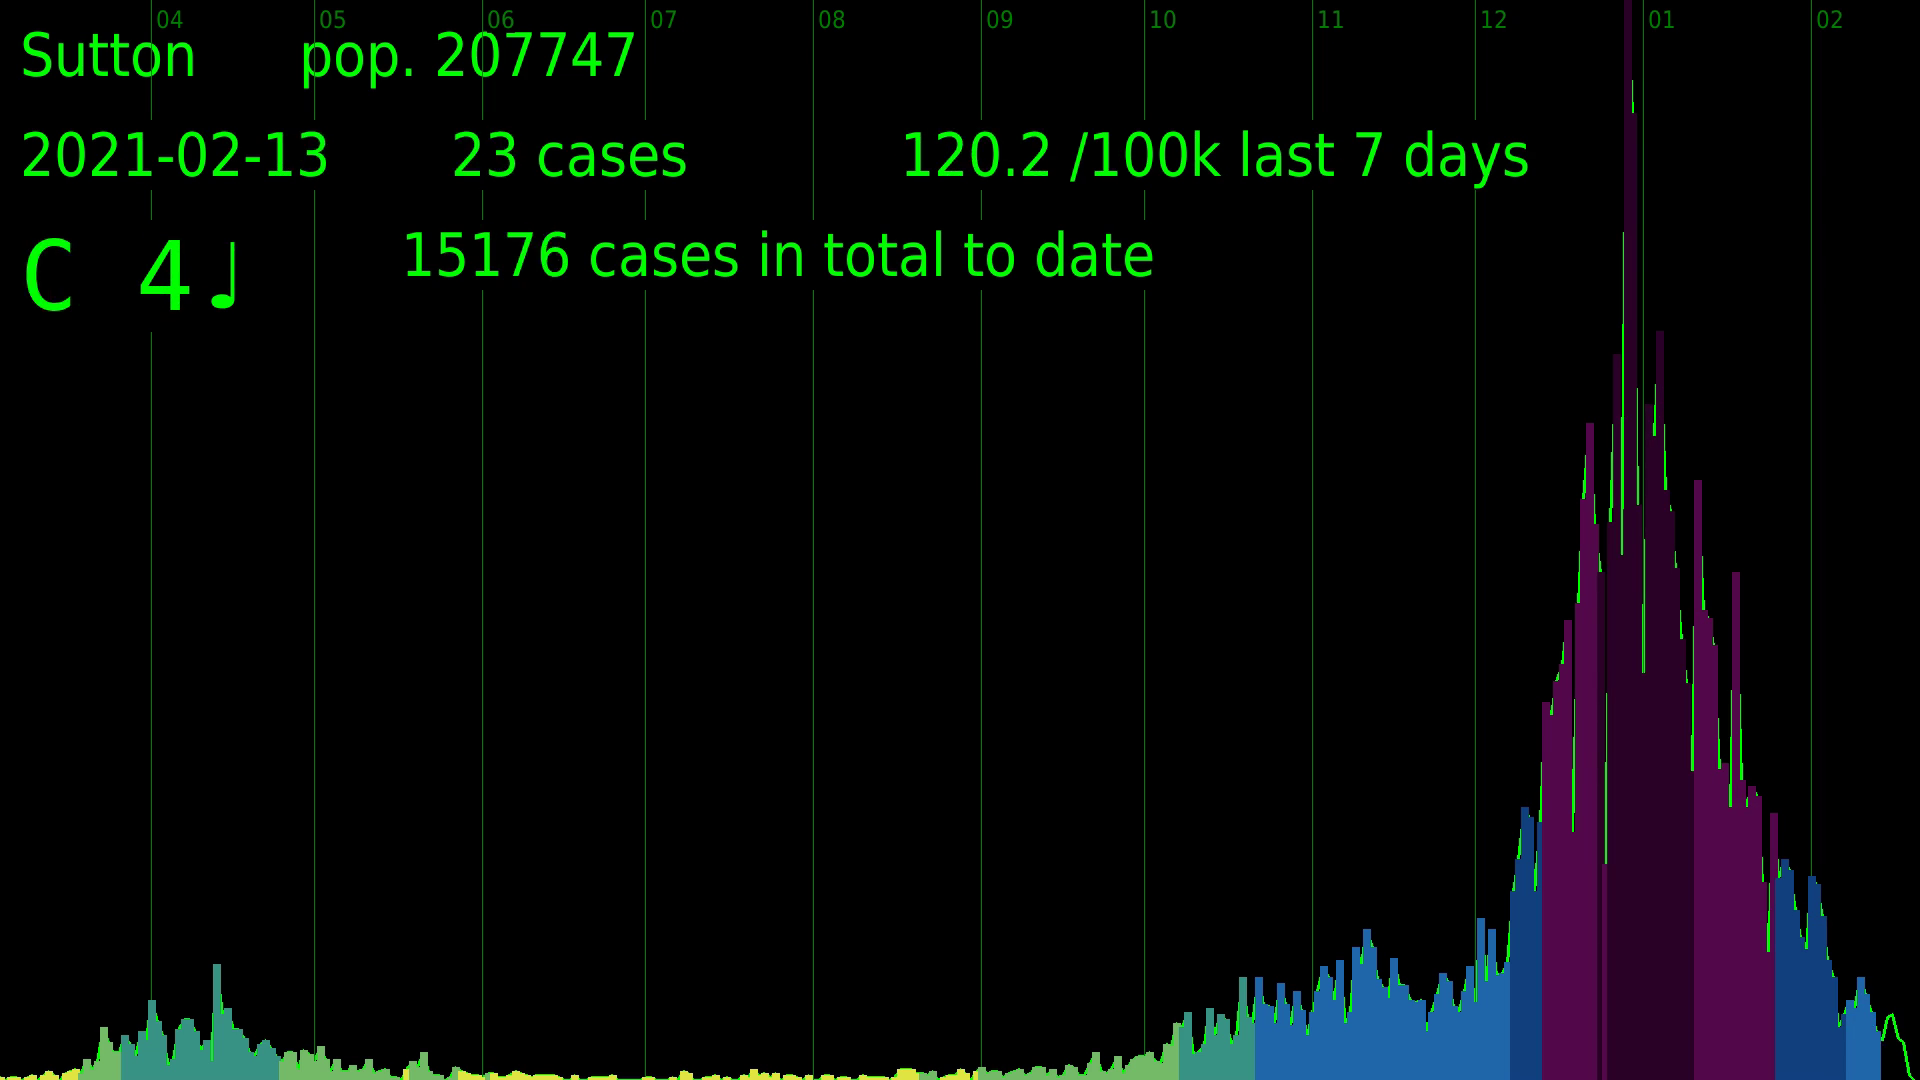 04 05 06 07 08 09 10 11 12 01 02
Sutton pop. 207747
2021-02-13 23 cases 120.2 /100k last 7 days
C 4♩ 15176 cases in total to date